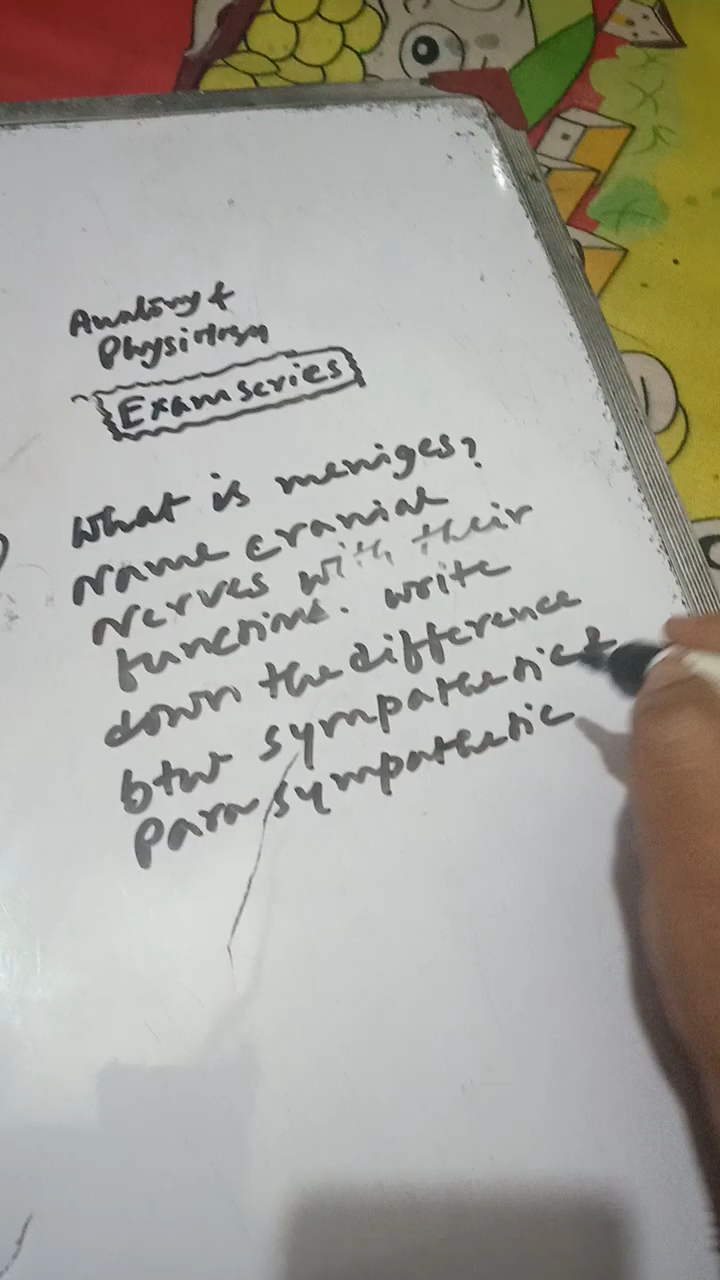 Anatomy &
Physiology
Exam series
What is meniges?
Name cranial
Nerves with their
functions. write
down the difference
btw sympathetic &
Parasympathetic